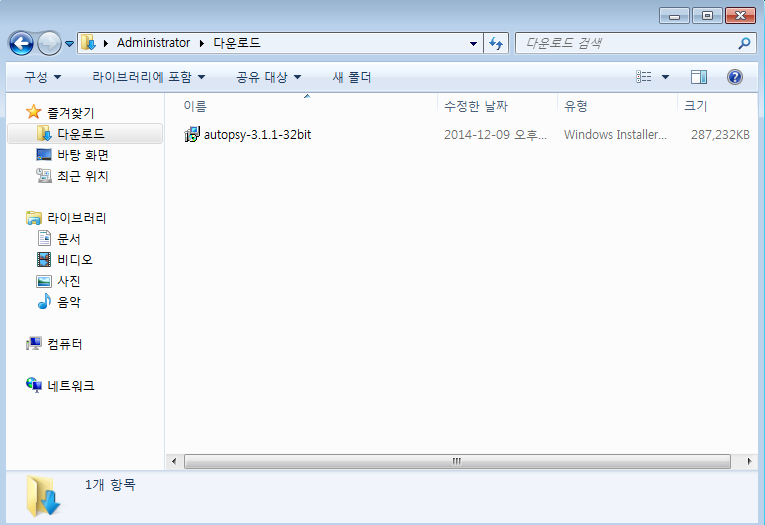 Administrator 다운로드
다운로드 검색
구성 라이브러리에 포함 공유 대상 새 폴더
이름 수정한 날짜 유형 크기
autopsy-3.1.1-32bit 2014-12-09 오후... Windows Installer... 287,232KB
즐겨찾기
다운로드
바탕 화면
최근 위치
라이브러리
문서
비디오
사진
음악
컴퓨터
네트워크
1개 항목